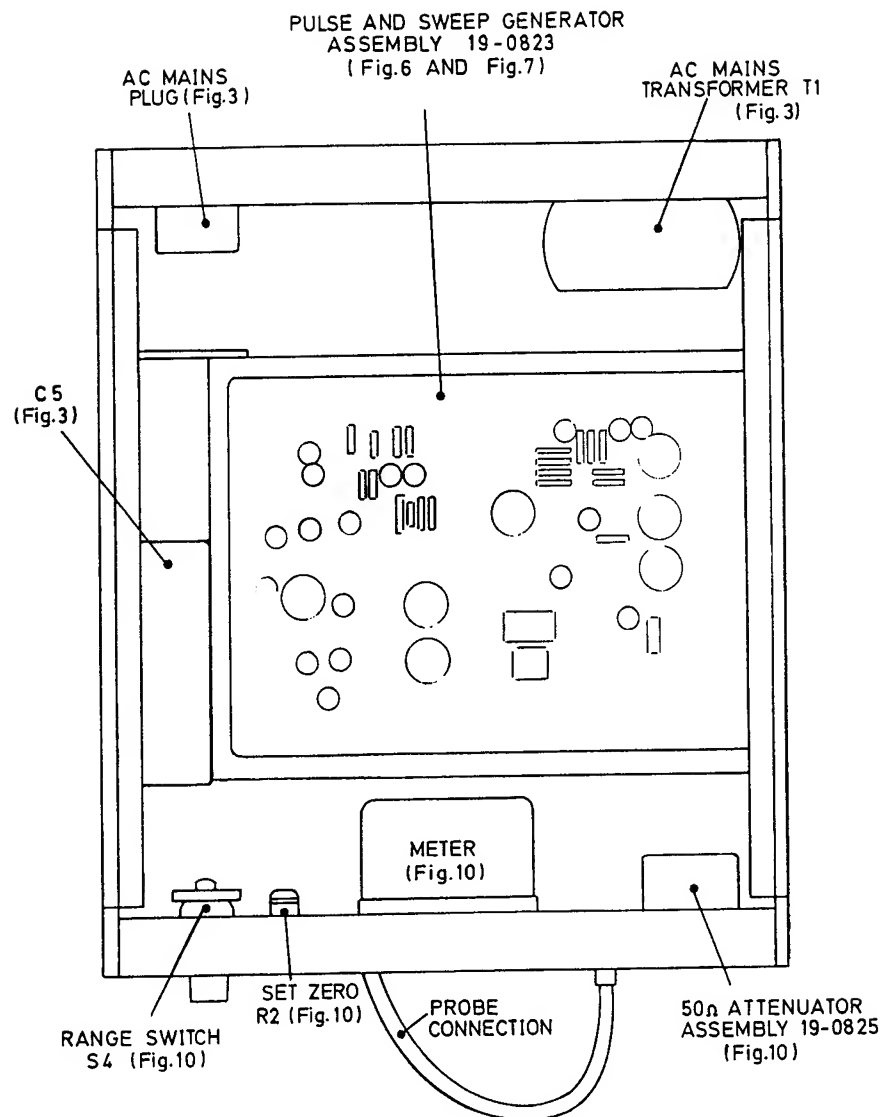 PULSE AND SWEEP GENERATOR
ASSEMBLY 19-0823
(Fig.6 AND Fig.7)
AC MAINS
PLUG (Fig.3)
AC MAINS
TRANSFORMER T1
(Fig.3)
C5
(Fig.3)
METER
(Fig.10)
RANGE SWITCH
S4 (Fig.10)
SET ZERO
R2 (Fig.10)
PROBE
CONNECTION
50Ω ATTENUATOR
ASSEMBLY 19-0825
(Fig.10)